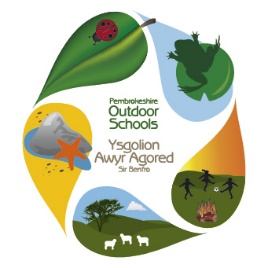 Pembrokeshire
Outdoor
Schools
Ysgolion
Awyr Agored
Sir Benfro